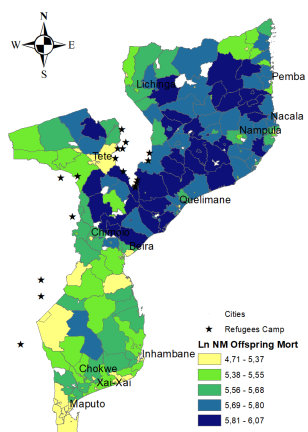 N
W E
S
Lichinga
Pemba
Nacala
Nampula
Tete
Quelimane
Chimoio
Beira
Inhambane
Chokwe
Xai-Xai
Maputo
Cities
Refugees Camp
Ln NM Offspring Mort
4,71 - 5,37
5,38 - 5,55
5,56 - 5,68
5,69 - 5,80
5,81 - 6,07